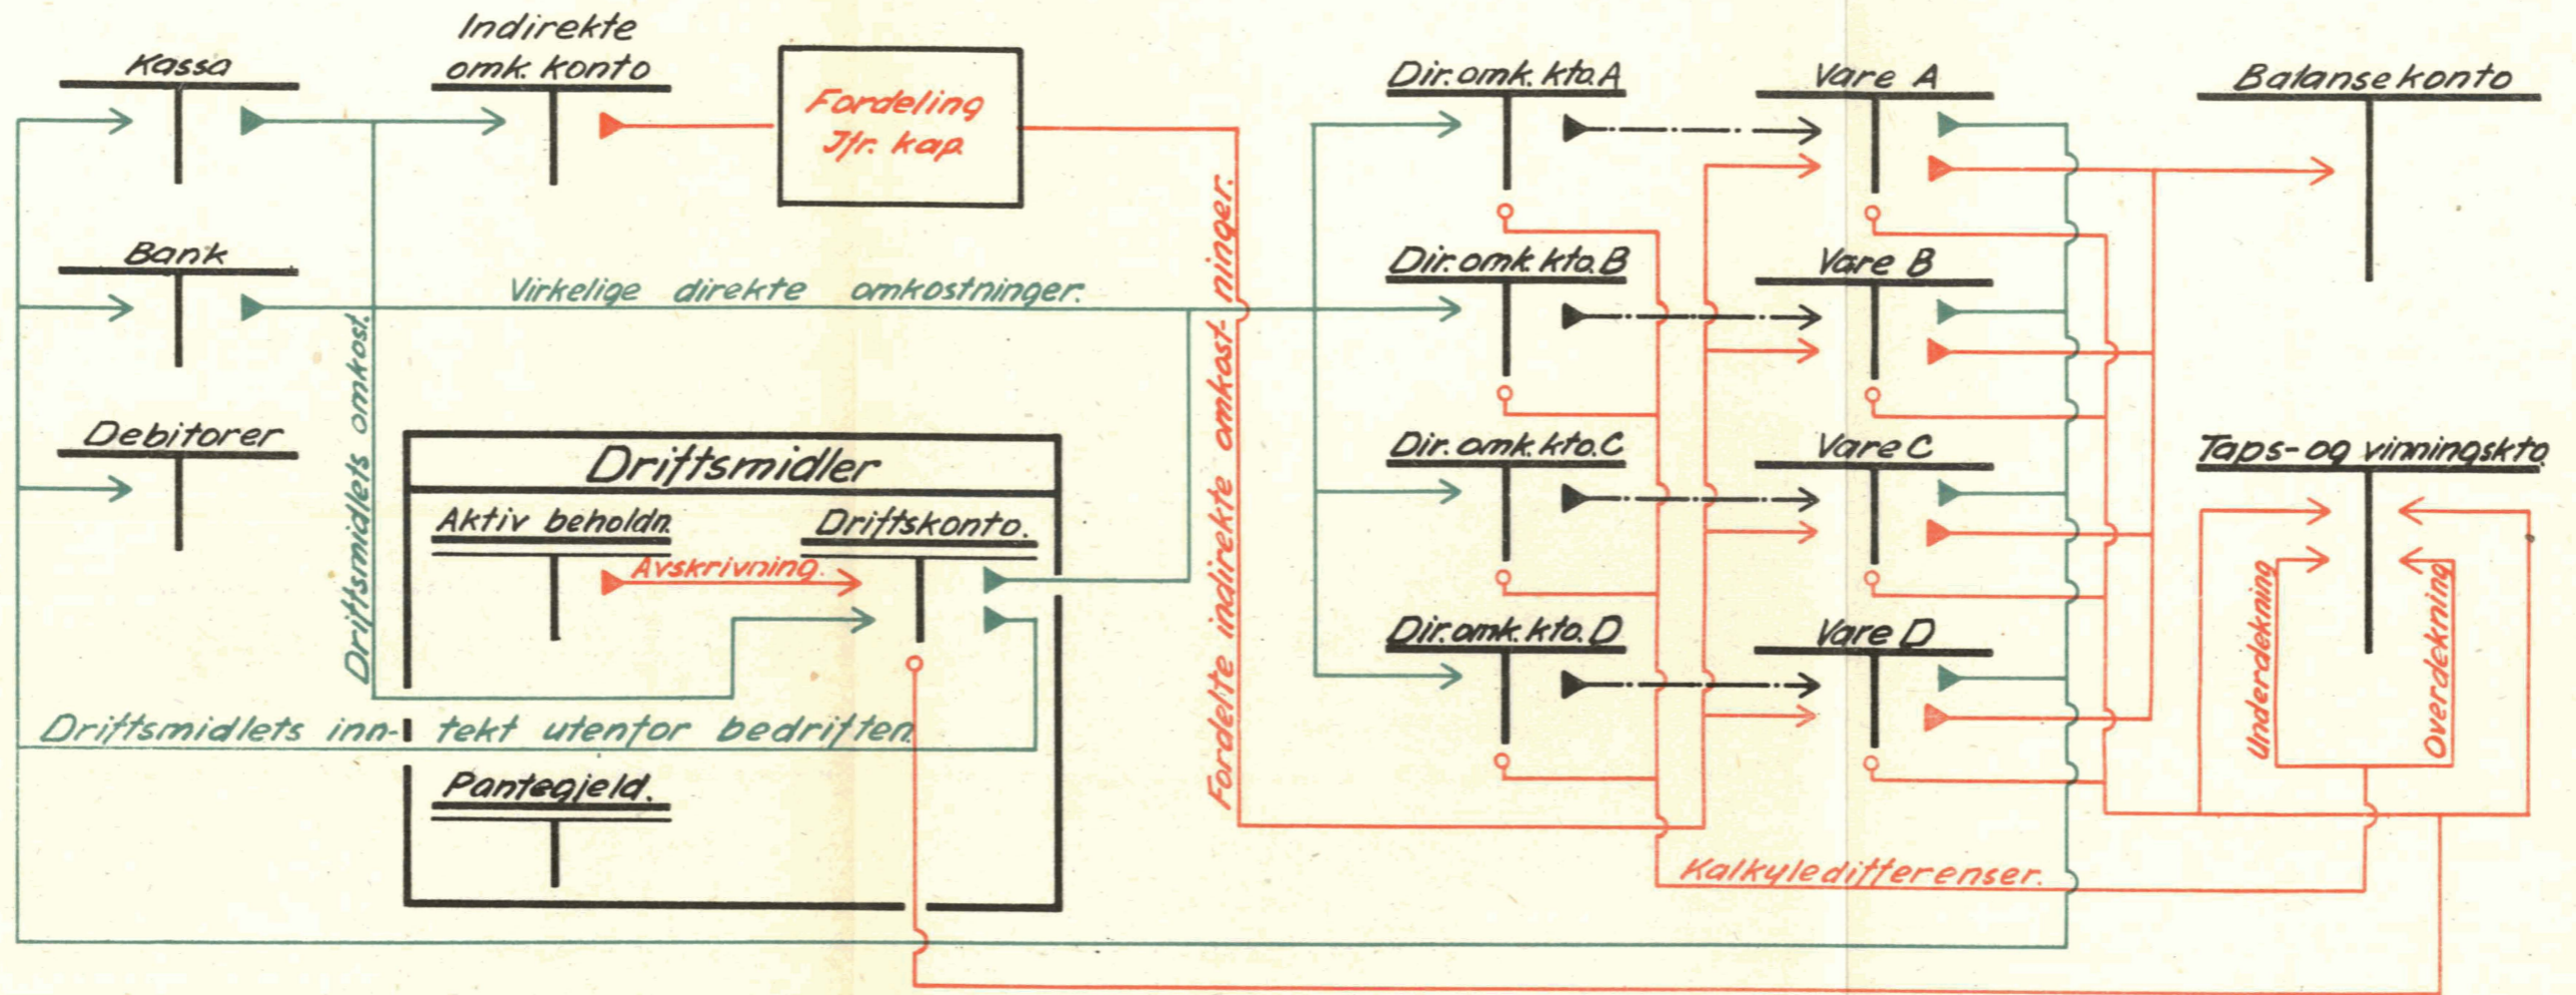 Kassa
Indirekte
omk. konto
Fordeling
Jfr. kap.
Dir. omk. kto. A
Vare A
Balansekonto
Bank
Virkelige direkte omkostninger.
Dir. omk. kto. B
Vare B
Debitorer
Driftsmidlets omkost.
Fordelte indirekte omkost- ninger.
Dir. omk. kto. C
Vare C
Taps- og vinningskto.
Driftsmidler
Aktiv beholdn.
Driftskonto.
Avskrivning.
Dir. omk. kto. D
Vare D
Underdekning
Overdekning
Driftsmidlets inn- tekt utenfor bedriften
Pantegjeld.
Kalkyledifferenser.